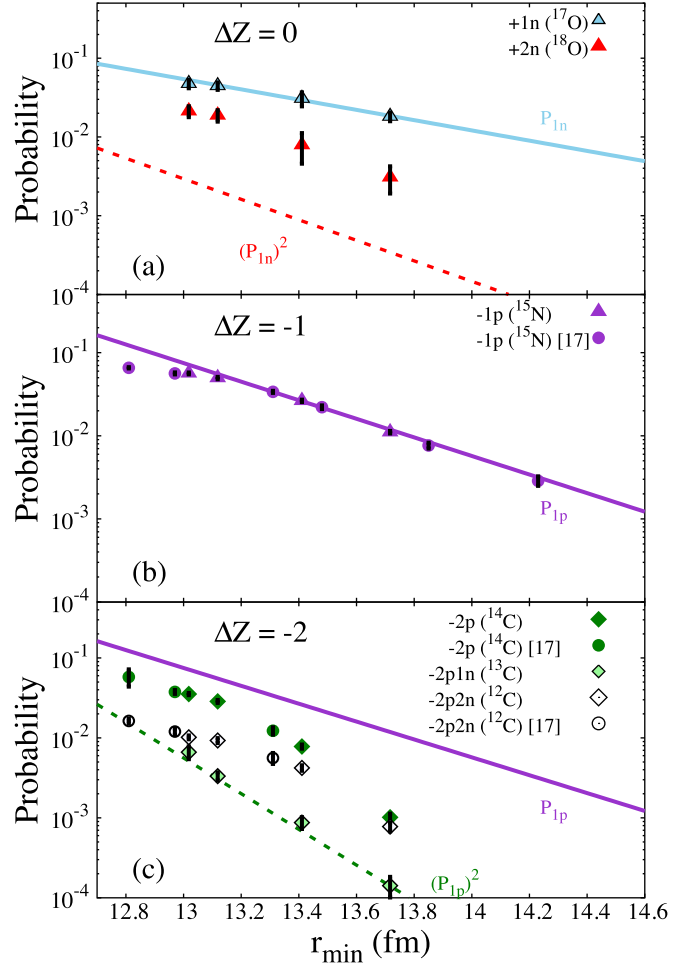 (a)
ΔZ = 0
+1n (¹⁷O)
+2n (¹⁸O)
P₁ₙ
(P₁ₙ)²
Probability
10⁻¹
10⁻²
10⁻³
10⁻⁴
(b)
ΔZ = -1
-1p (¹⁵N)
-1p (¹⁵N) [17]
P₁ₚ
Probability
10⁻¹
10⁻²
10⁻³
10⁻⁴
(c)
ΔZ = -2
-2p (¹⁴C)
-2p (¹⁴C) [17]
-2p1n (¹³C)
-2p2n (¹²C)
-2p2n (¹²C) [17]
P₁ₚ
(P₁ₚ)²
Probability
10⁻¹
10⁻²
10⁻³
10⁻⁴
12.8 13 13.2 13.4 13.6 13.8 14 14.2 14.4 14.6
r_min (fm)